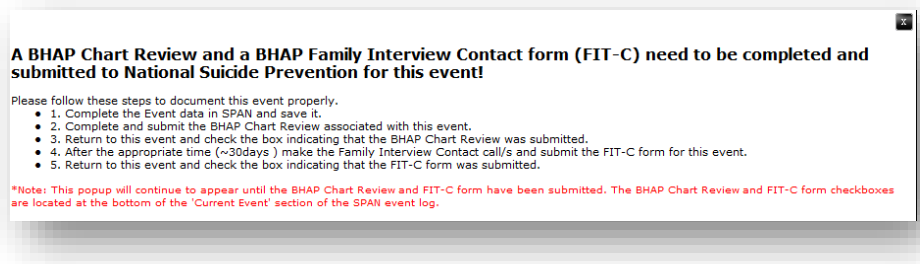 x
A BHAP Chart Review and a BHAP Family Interview Contact form (FIT-C) need to be completed and
submitted to National Suicide Prevention for this event!
Please follow these steps to document this event properly.
• 1. Complete the Event data in SPAN and save it.
• 2. Complete and submit the BHAP Chart Review associated with this event.
• 3. Return to this event and check the box indicating that the BHAP Chart Review was submitted.
• 4. After the appropriate time (~30days ) make the Family Interview Contact call/s and submit the FIT-C form for this event.
• 5. Return to this event and check the box indicating that the FIT-C form was submitted.
*Note: This popup will continue to appear until the BHAP Chart Review and FIT-C form have been submitted. The BHAP Chart Review and FIT-C form checkboxes
are located at the bottom of the 'Current Event' section of the SPAN event log.